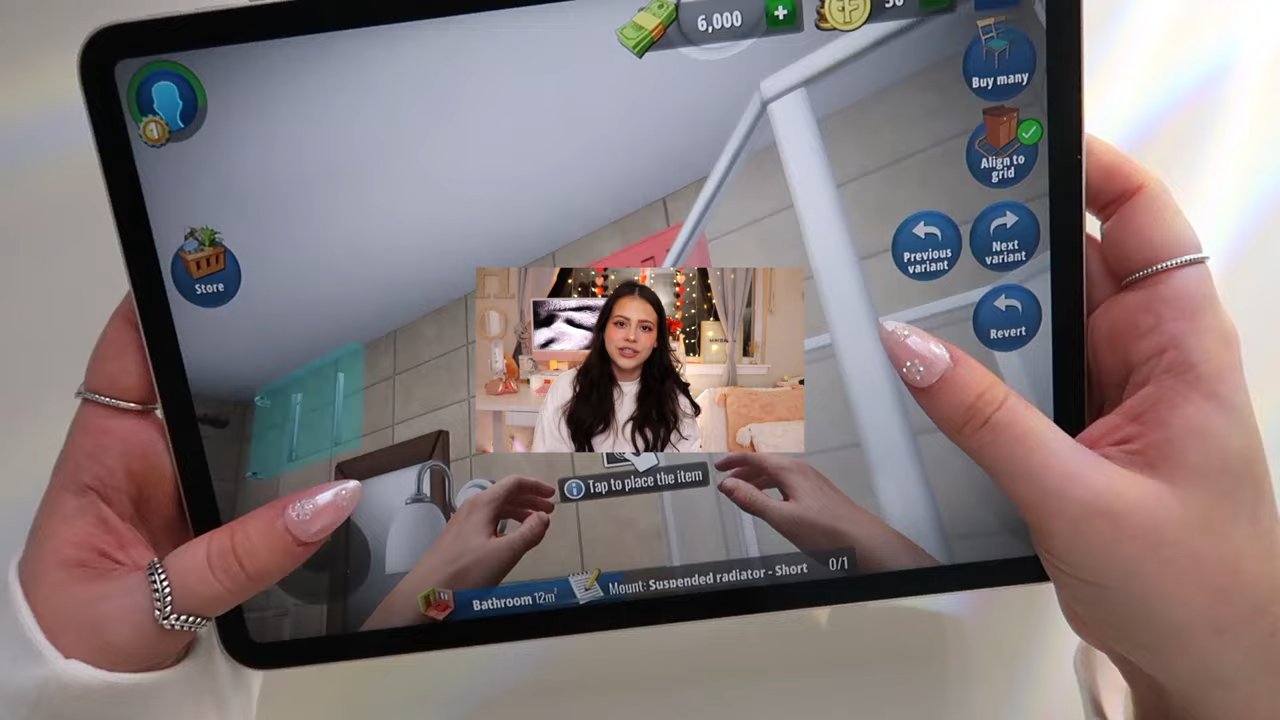 6,000
Buy many
1
Align to
grid
Previous
variant
Next
variant
Store
Revert
Tap to place the item
Mount: Suspended radiator - Short 0/1
Bathroom 12m²